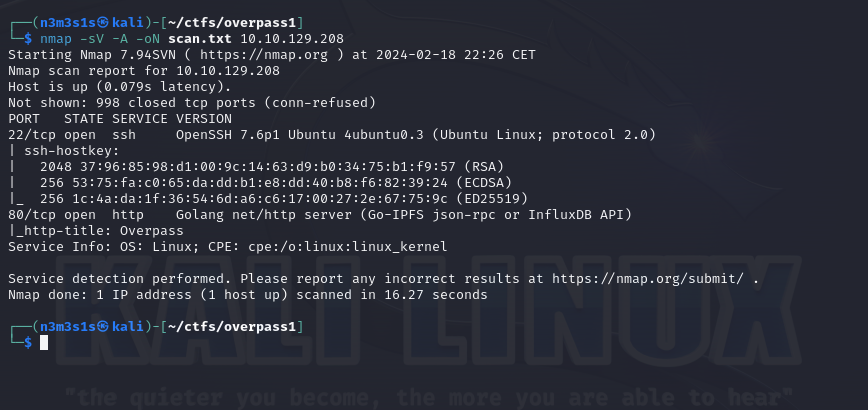 ┌──(n3m3s1s㉿kali)-[~/ctfs/overpass1]
└─$ nmap -sV -A -oN scan.txt 10.10.129.208
Starting Nmap 7.94SVN ( https://nmap.org ) at 2024-02-18 22:26 CET
Nmap scan report for 10.10.129.208
Host is up (0.079s latency).
Not shown: 998 closed tcp ports (conn-refused)
PORT   STATE SERVICE VERSION
22/tcp open  ssh     OpenSSH 7.6p1 Ubuntu 4ubuntu0.3 (Ubuntu Linux; protocol 2.0)
| ssh-hostkey:
|   2048 37:96:85:98:d1:00:9c:14:63:d9:b0:34:75:b1:f9:57 (RSA)
|   256 53:75:fa:c0:65:da:dd:b1:e8:dd:40:b8:f6:82:39:24 (ECDSA)
|_  256 1c:4a:da:1f:36:54:6d:a6:c6:17:00:27:2e:67:75:9c (ED25519)
80/tcp open  http    Golang net/http server (Go-IPFS json-rpc or InfluxDB API)
|_http-title: Overpass
Service Info: OS: Linux; CPE: cpe:/o:linux:linux_kernel
Service detection performed. Please report any incorrect results at https://nmap.org/submit/ .
Nmap done: 1 IP address (1 host up) scanned in 16.27 seconds
┌──(n3m3s1s㉿kali)-[~/ctfs/overpass1]
└─$
KALI LINUX
"the quieter you become, the more you are able to hear"